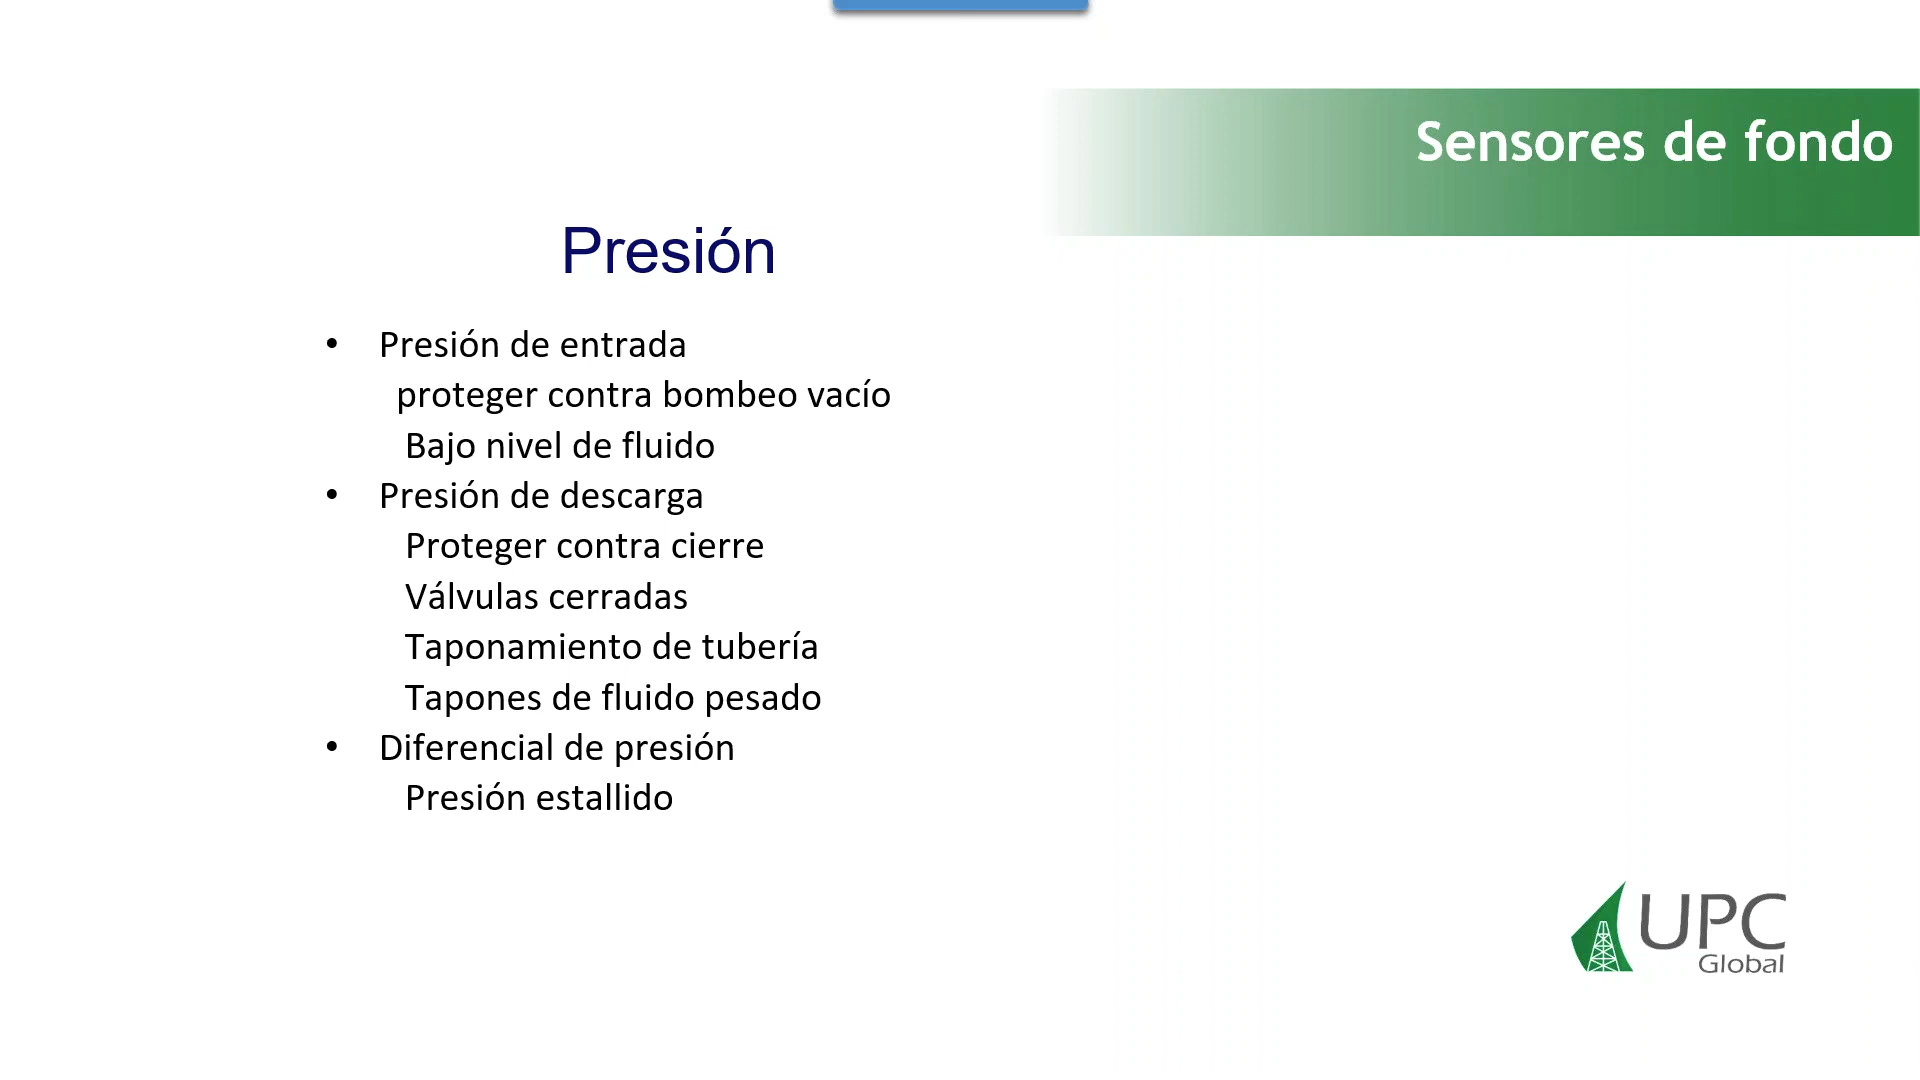 Sensores de fondo
Presión
• Presión de entrada
proteger contra bombeo vacío
Bajo nivel de fluido
• Presión de descarga
Proteger contra cierre
Válvulas cerradas
Taponamiento de tubería
Tapones de fluido pesado
• Diferencial de presión
Presión estallido
UPC
Global